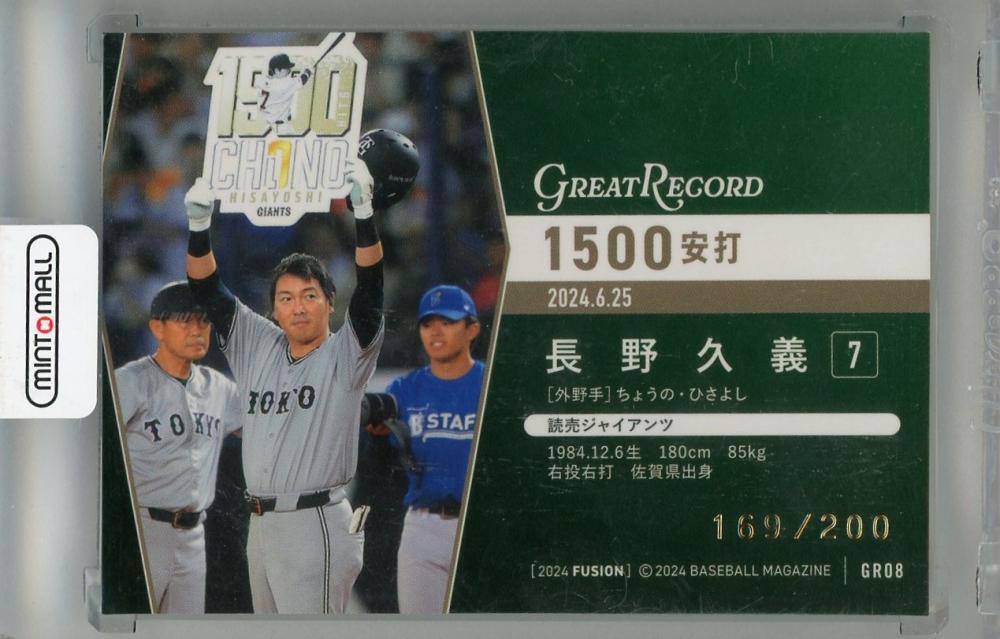 1500
HITS
7
CHONO
HISAYOSHI
GIANTS
TOKYO
TOKYO
STAF
GREAT RECORD
1500安打
2024.6.25
長野久義 7
[外野手]ちょうの・ひさよし
読売ジャイアンツ
1984.12.6生 180cm 85kg
右投右打 佐賀県出身
169/200
[2024 FUSION] ©2024 BASEBALL MAGAZINE GR08
MINTMALL